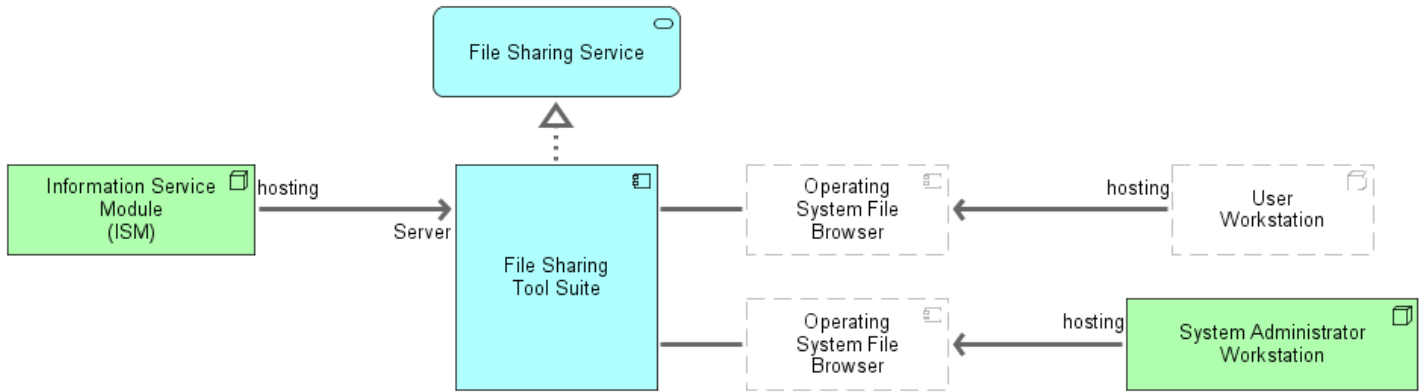 File Sharing Service
Information Service
Module
(ISM)
hosting
Server
File Sharing
Tool Suite
Operating
System File
Browser
hosting
User
Workstation
Operating
System File
Browser
hosting
System Administrator
Workstation